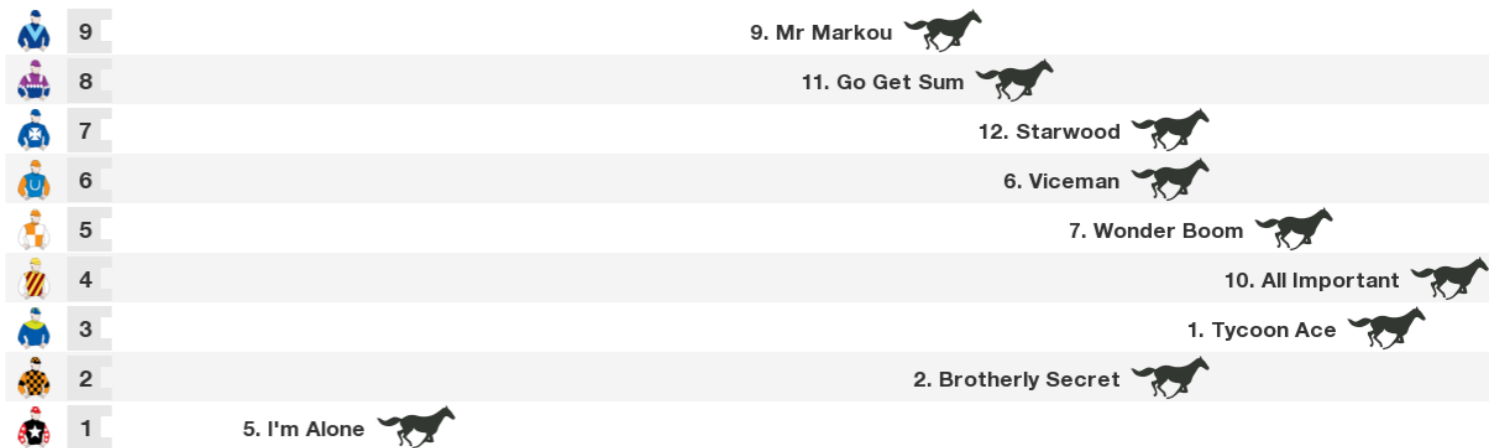 9 9. Mr Markou
8 11. Go Get Sum
7 12. Starwood
6 6. Viceman
5 7. Wonder Boom
4 10. All Important
3 1. Tycoon Ace
2 2. Brotherly Secret
1 5. I'm Alone